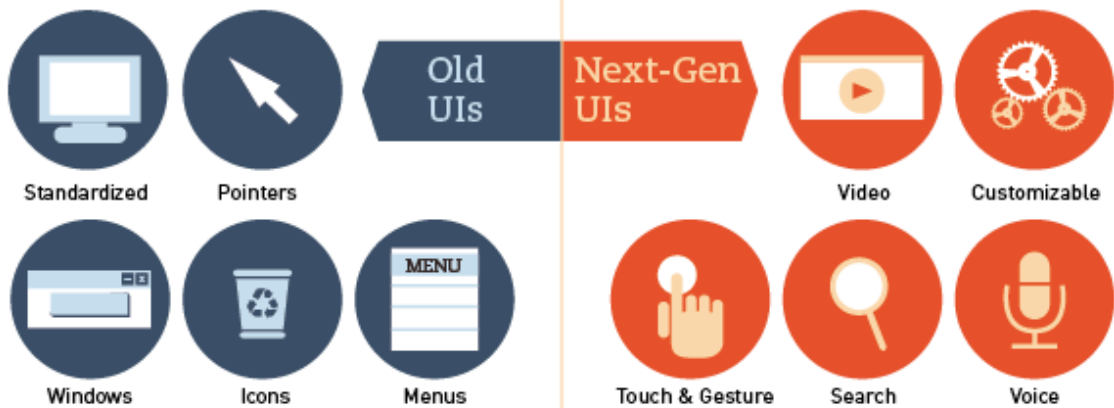 Old
UIs
Next-Gen
UIs
Standardized
Pointers
Video
Customizable
MENU
Windows
Icons
Menus
Touch & Gesture
Search
Voice